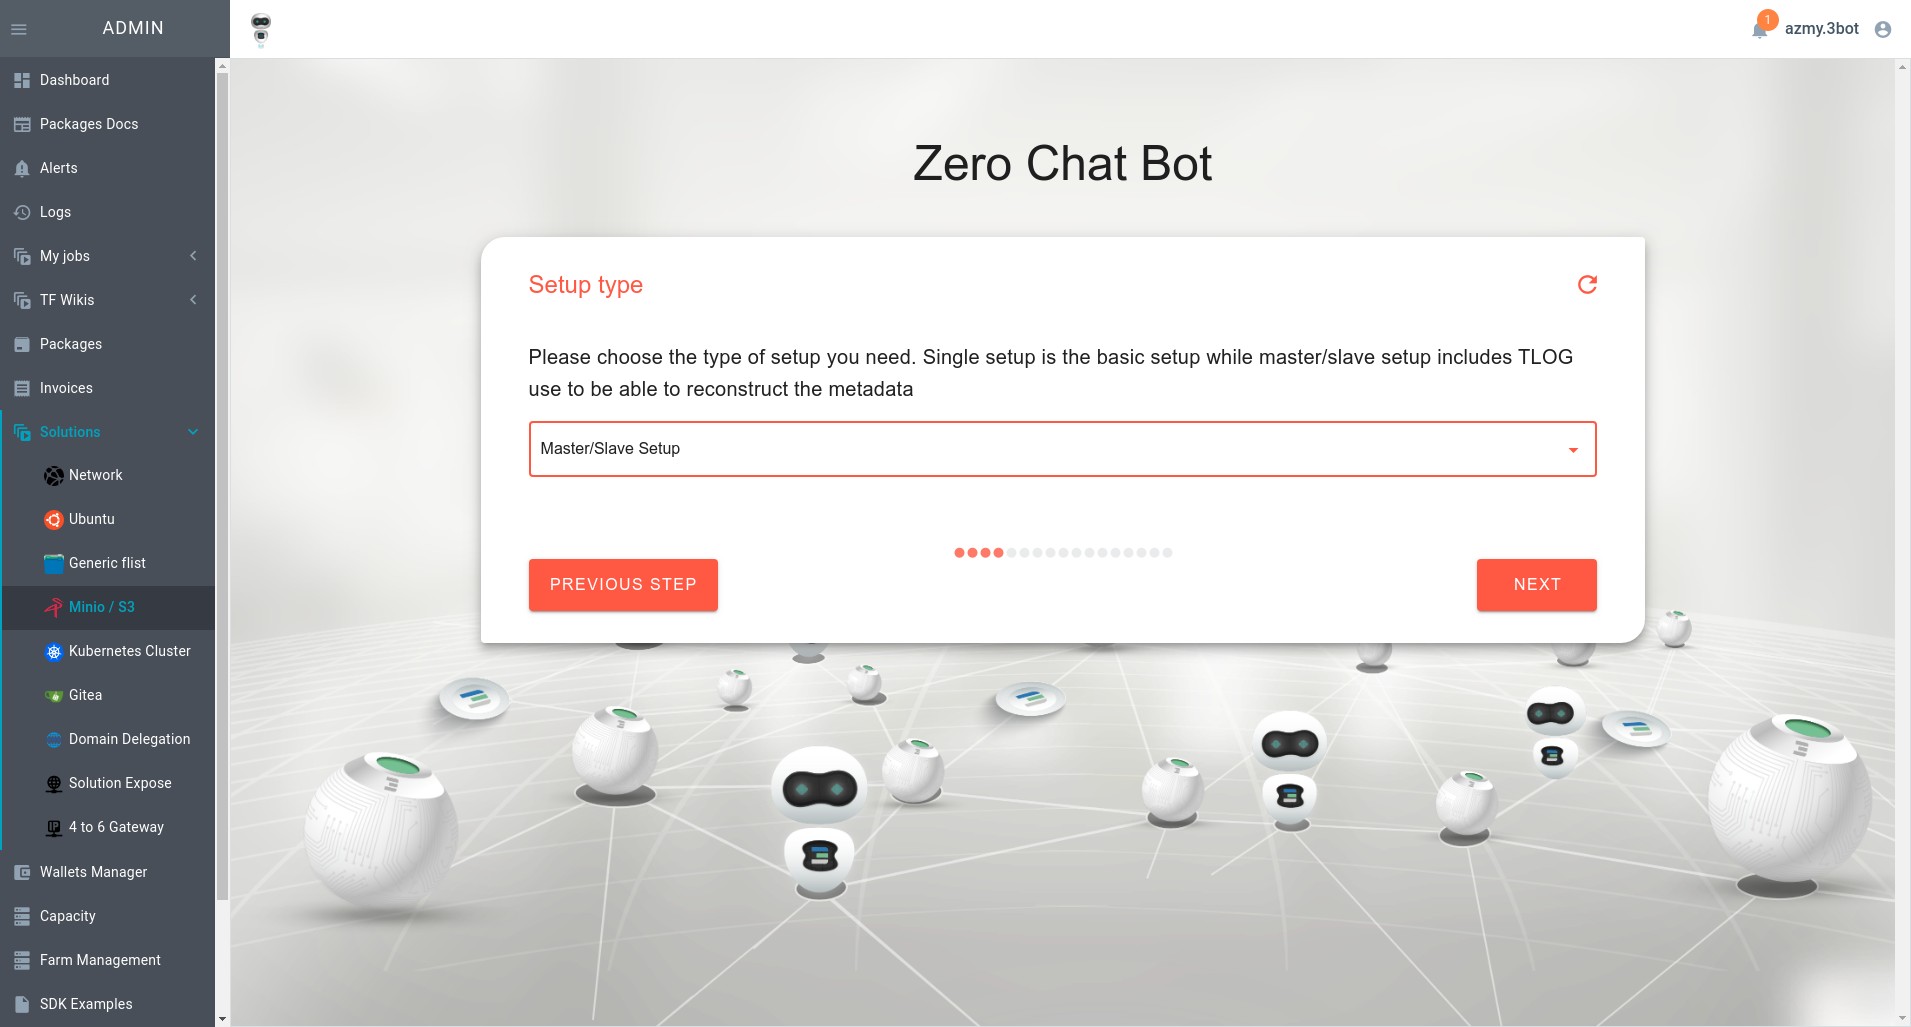 ADMIN
1
azmy.3bot
Dashboard
Packages Docs
Alerts
Logs
My jobs
TF Wikis
Packages
Invoices
Solutions
Network
Ubuntu
Generic flist
Minio / S3
Kubernetes Cluster
Gitea
Domain Delegation
Solution Expose
4 to 6 Gateway
Wallets Manager
Capacity
Farm Management
SDK Examples
Zero Chat Bot
Setup type
Please choose the type of setup you need. Single setup is the basic setup while master/slave setup includes TLOG
use to be able to reconstruct the metadata
Master/Slave Setup
PREVIOUS STEP
NEXT